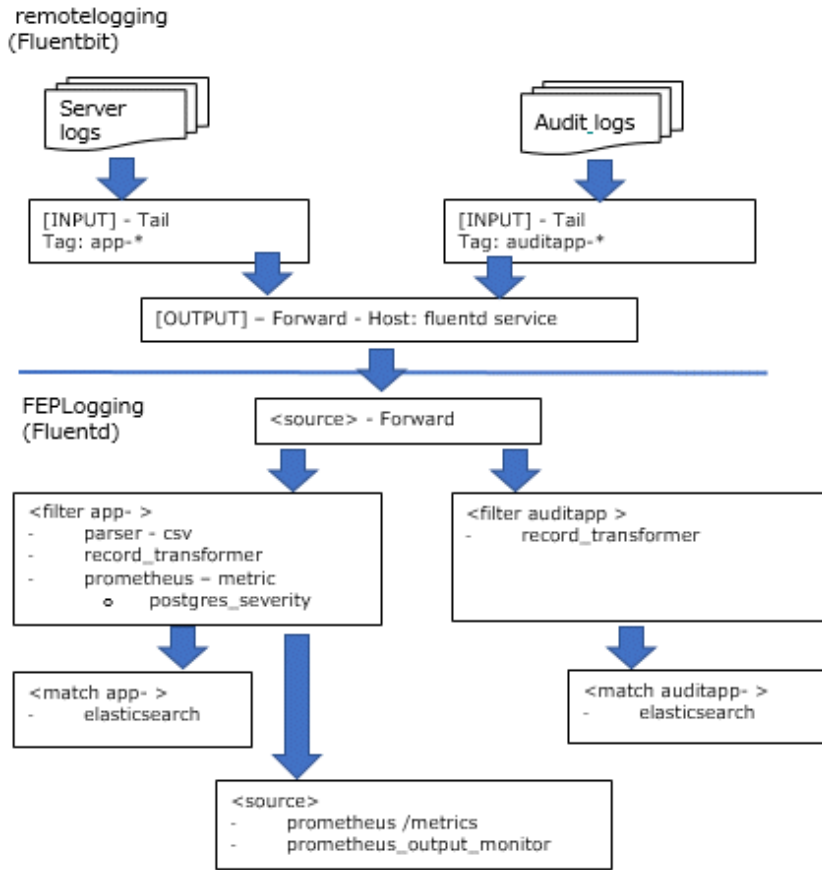 remotelogging
(Fluentbit)
Server
logs
Audit logs
[INPUT] - Tail
Tag: app-*
[INPUT] - Tail
Tag: auditapp-*
[OUTPUT] – Forward - Host: fluentd service
FEPLogging
(Fluentd)
<source> - Forward
<filter app- >
- parser - csv
- record_transformer
- prometheus – metric
o postgres_severity
<filter auditapp >
- record_transformer
<match app- >
- elasticsearch
<match auditapp- >
- elasticsearch
<source>
- prometheus /metrics
- prometheus_output_monitor